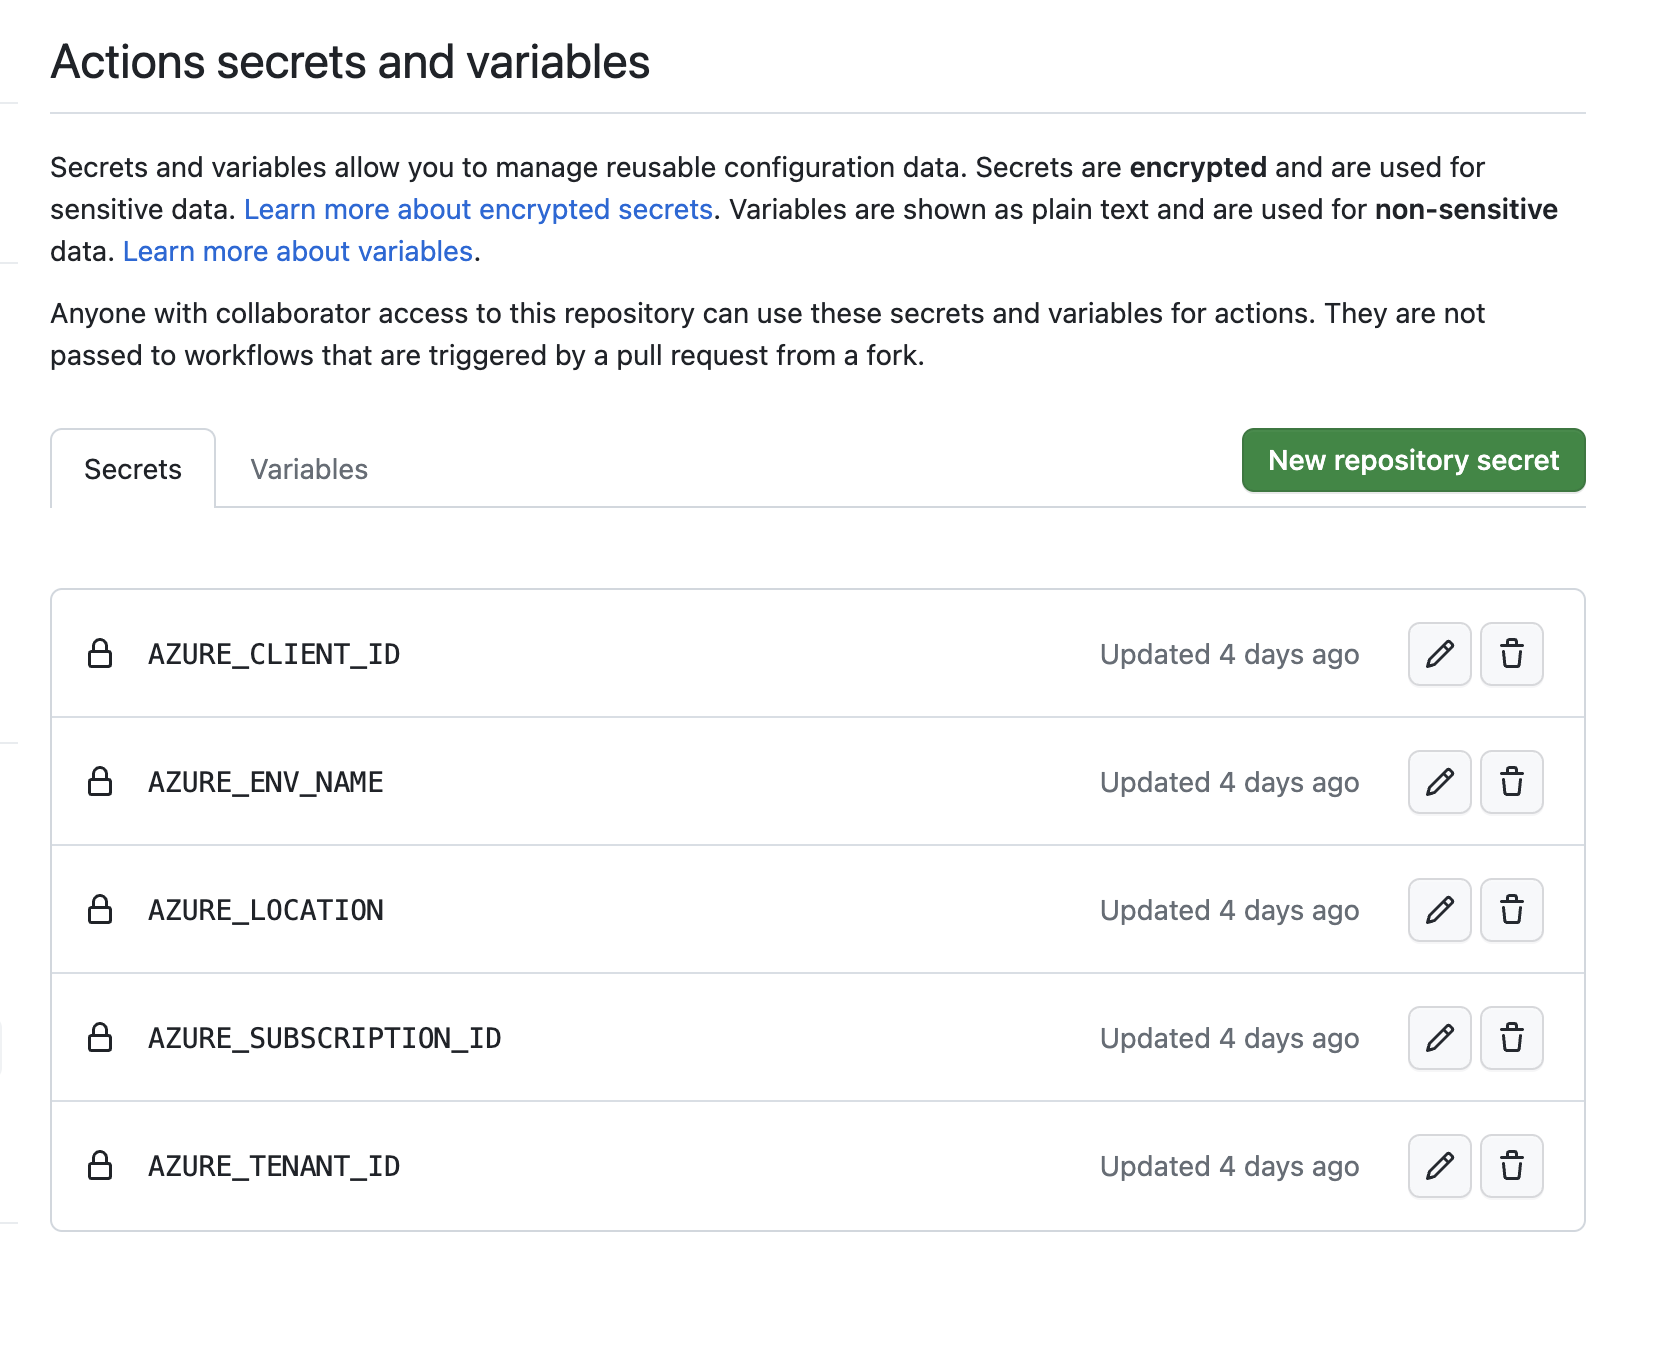 Actions secrets and variables
Secrets and variables allow you to manage reusable configuration data. Secrets are encrypted and are used for
sensitive data. Learn more about encrypted secrets. Variables are shown as plain text and are used for non-sensitive
data. Learn more about variables.
Anyone with collaborator access to this repository can use these secrets and variables for actions. They are not
passed to workflows that are triggered by a pull request from a fork.
Secrets Variables New repository secret
AZURE_CLIENT_ID Updated 4 days ago
AZURE_ENV_NAME Updated 4 days ago
AZURE_LOCATION Updated 4 days ago
AZURE_SUBSCRIPTION_ID Updated 4 days ago
AZURE_TENANT_ID Updated 4 days ago